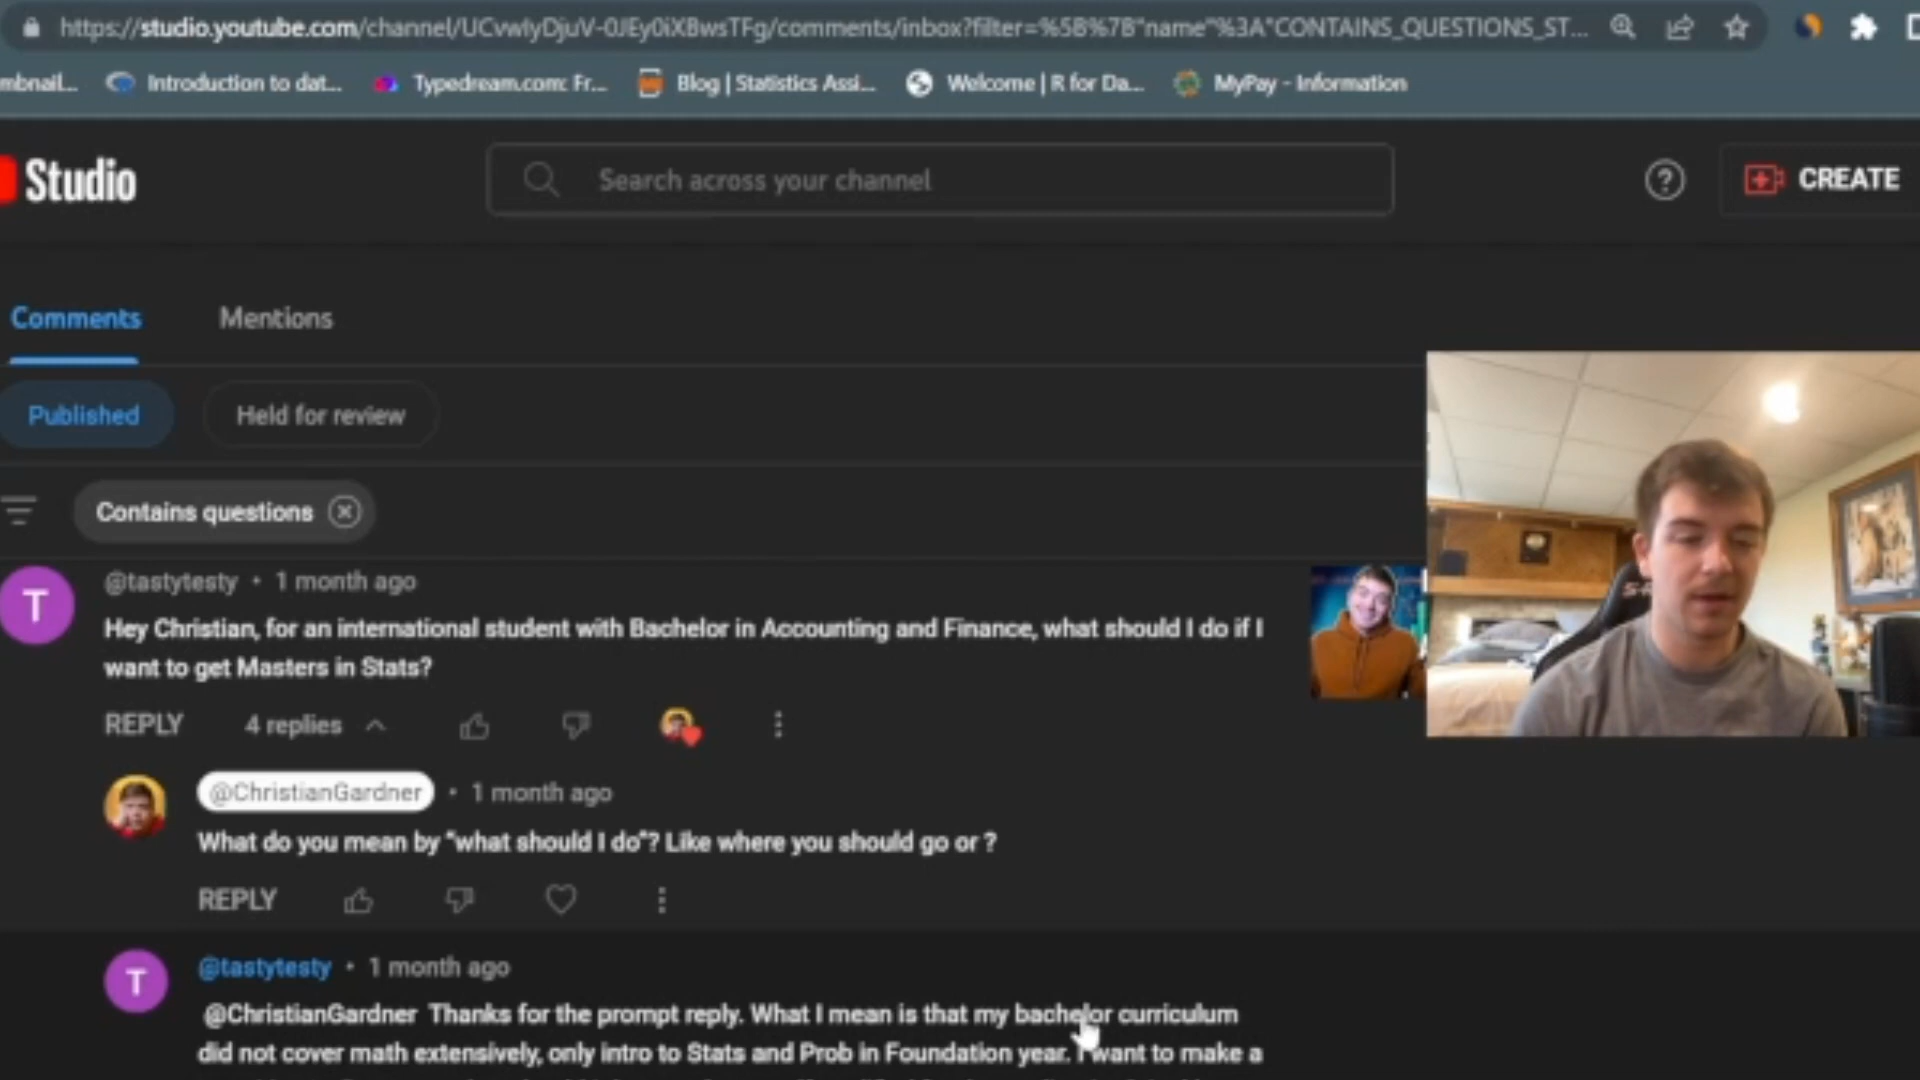 https://studio.youtube.com/channel/UCvwIyDjuV-0JEy0iXBwsTFg/comments/inbox?filter=%5B%7B"name"%3A"CONTAINS_QUESTIONS_ST...
mbnail... Introduction to dat... Typedream.com: Fr... Blog | Statistics Assi... Welcome | R for Da... MyPay - Information
Studio
Search across your channel
CREATE
Comments Mentions
Published Held for review
Contains questions
T
@tastytesty • 1 month ago
Hey Christian, for an international student with Bachelor in Accounting and Finance, what should I do if I
want to get Masters in Stats?
REPLY 4 replies
@ChristianGardner • 1 month ago
What do you mean by "what should I do"? Like where you should go or ?
REPLY
T
@tastytesty • 1 month ago
@ChristianGardner Thanks for the prompt reply. What I mean is that my bachelor curriculum
did not cover math extensively, only intro to Stats and Prob in Foundation year. I want to make a